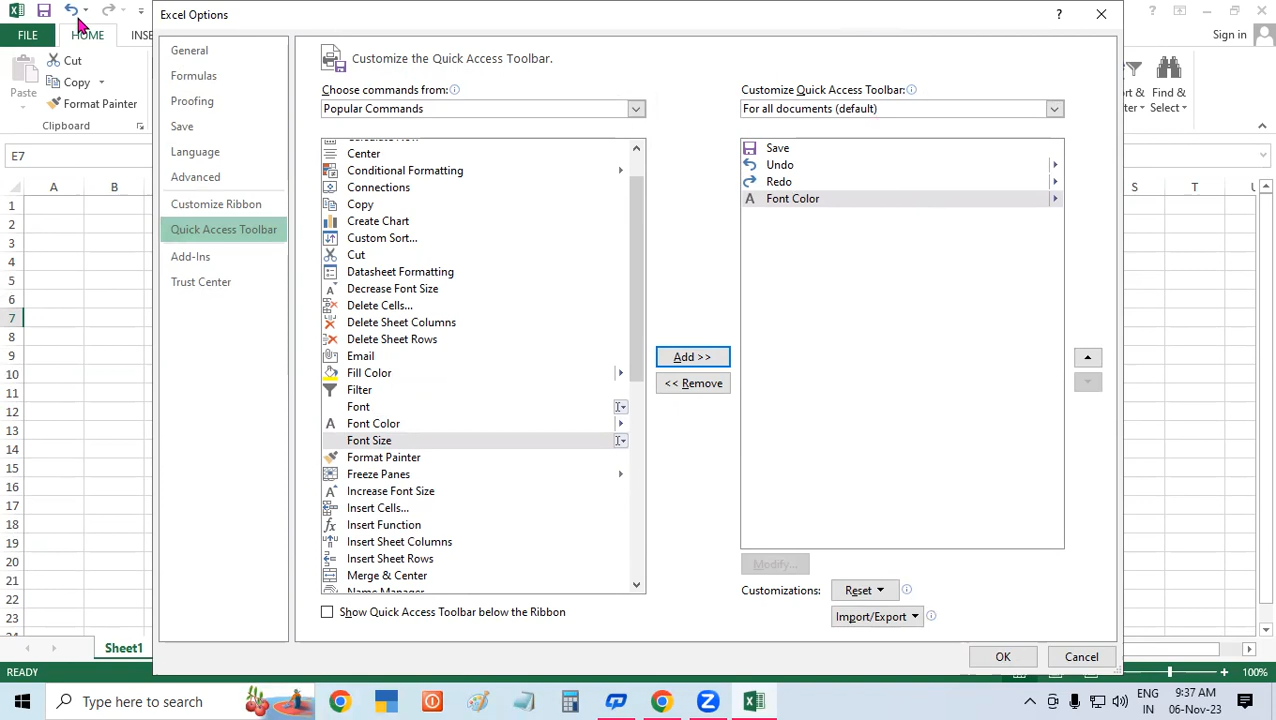 Excel Options
?
FILE
HOME
INS
Sign in
Cut
Copy
Paste
Format Painter
Clipboard
rt &
ter
Find &
Select
E7
A
B
S
T
U
1
2
3
4
5
6
7
8
9
10
11
12
13
14
15
16
17
18
19
20
21
22
23
General
Formulas
Proofing
Save
Language
Advanced
Customize Ribbon
Quick Access Toolbar
Add-Ins
Trust Center
Customize the Quick Access Toolbar.
Choose commands from:
Popular Commands
Center
Conditional Formatting
Connections
Copy
Create Chart
Custom Sort...
Cut
Datasheet Formatting
Decrease Font Size
Delete Cells...
Delete Sheet Columns
Delete Sheet Rows
Email
Fill Color
Filter
Font
Font Color
Font Size
Format Painter
Freeze Panes
Increase Font Size
Insert Cells...
Insert Function
Insert Sheet Columns
Insert Sheet Rows
Merge & Center
Name Manager
Show Quick Access Toolbar below the Ribbon
Add >>
<< Remove
Customize Quick Access Toolbar:
For all documents (default)
Save
Undo
Redo
Font Color
Modify...
Customizations:
Reset
Import/Export
OK
Cancel
Sheet1
READY
100%
Type here to search
ENG
IN
9:37 AM
06-Nov-23